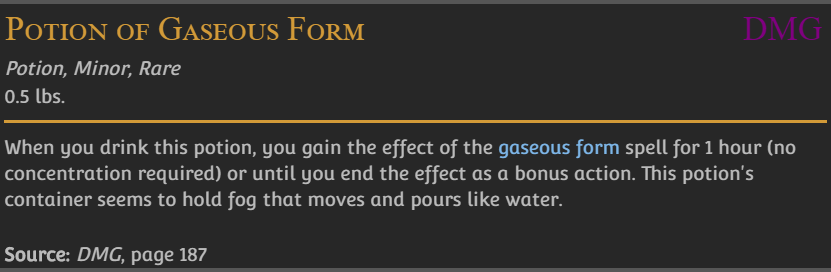 Potion of Gaseous Form DMG
Potion, Minor, Rare
0.5 lbs.
When you drink this potion, you gain the effect of the gaseous form spell for 1 hour (no
concentration required) or until you end the effect as a bonus action. This potion's
container seems to hold fog that moves and pours like water.
Source: DMG, page 187